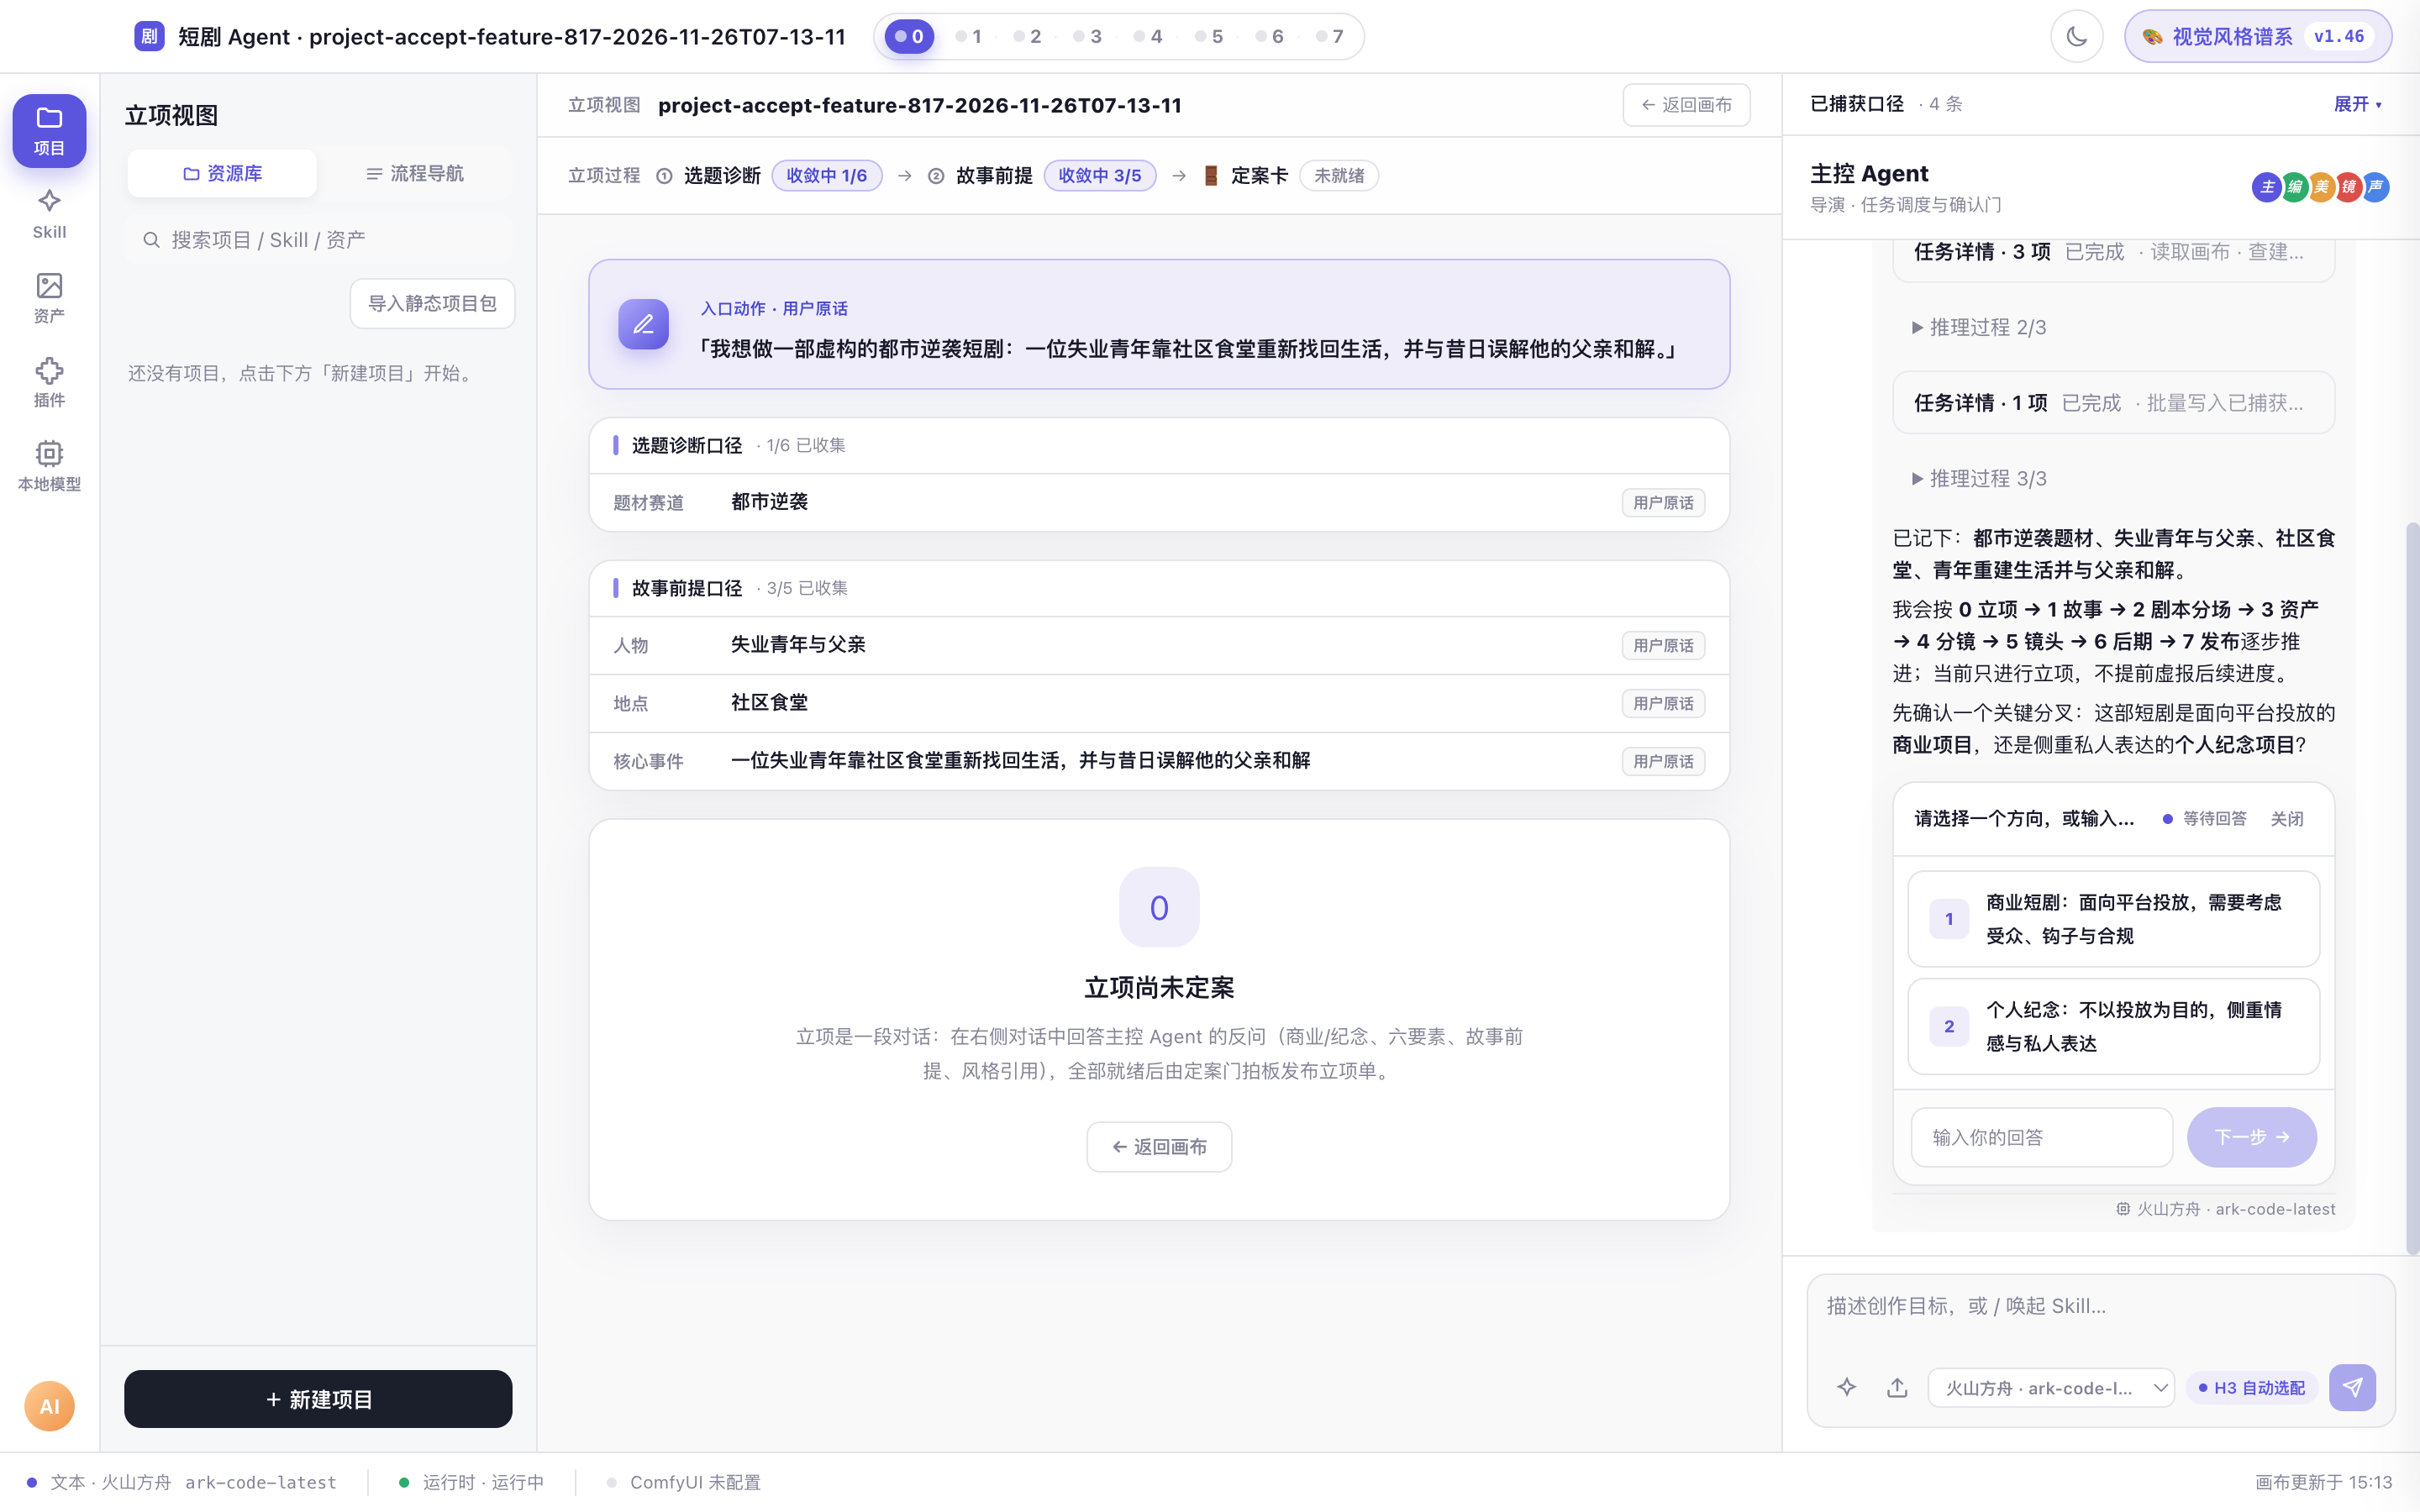 剧 短剧 Agent · project-accept-feature-817-2026-11-26T07-13-11
0 · 1 · 2 · 3 · 4 · 5 · 6 · 7
视觉风格谱系 v1.46
项目
Skill
资产
插件
本地模型
AI
立项视图
资源库
流程导航
搜索项目 / Skill / 资产
导入静态项目包
还没有项目，点击下方「新建项目」开始。
+ 新建项目
立项视图 project-accept-feature-817-2026-11-26T07-13-11
← 返回画布
立项过程 ① 选题诊断 收敛中 1/6 → ② 故事前提 收敛中 3/5 → 定案卡 未就绪
入口动作 · 用户原话
「我想做一部虚构的都市逆袭短剧：一位失业青年靠社区食堂重新找回生活，并与昔日误解他的父亲和解。」
选题诊断口径 · 1/6 已收集
题材赛道 都市逆袭 用户原话
故事前提口径 · 3/5 已收集
人物 失业青年与父亲 用户原话
地点 社区食堂 用户原话
核心事件 一位失业青年靠社区食堂重新找回生活，并与昔日误解他的父亲和解 用户原话
0
立项尚未定案
立项是一段对话：在右侧对话中回答主控 Agent 的反问（商业/纪念、六要素、故事前
提、风格引用），全部就绪后由定案门拍板发布立项单。
← 返回画布
已捕获口径 · 4 条
展开 ▾
主控 Agent
导演 · 任务调度与确认门
主 编 美 镜 声
任务详情 · 3 项 已完成 · 读取画布 · 查建...
▶ 推理过程 2/3
任务详情 · 1 项 已完成 · 批量写入已捕获...
▶ 推理过程 3/3
已记下：都市逆袭题材、失业青年与父亲、社区食
堂、青年重建生活并与父亲和解。
我会按 0 立项 → 1 故事 → 2 剧本分场 → 3 资产
→ 4 分镜 → 5 镜头 → 6 后期 → 7 发布逐步推
进；当前只进行立项，不提前虚报后续进度。
先确认一个关键分叉：这部短剧是面向平台投放的
商业项目，还是侧重私人表达的个人纪念项目？
请选择一个方向，或输入... 等待回答 关闭
1 商业短剧：面向平台投放，需要考虑
受众、钩子与合规
2 个人纪念：不以投放为目的，侧重情
感与私人表达
输入你的回答
下一步 →
火山方舟 · ark-code-latest
描述创作目标，或 / 唤起 Skill...
火山方舟 · ark-code-l...
H3 自动选配
文本 · 火山方舟 ark-code-latest
运行时 · 运行中
ComfyUI 未配置
画布更新于 15:13